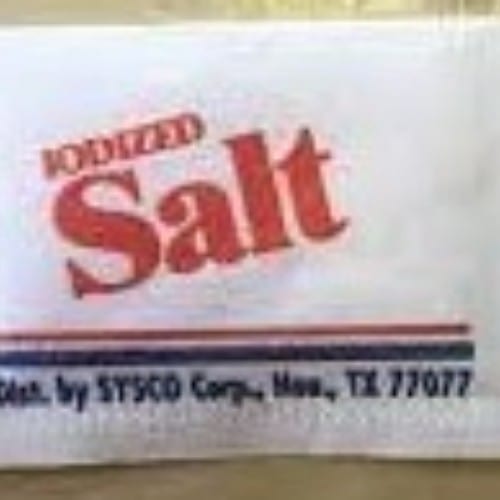 IODIZED
Salt
Dist. by SYSCO Corp., Hou., TX 77077